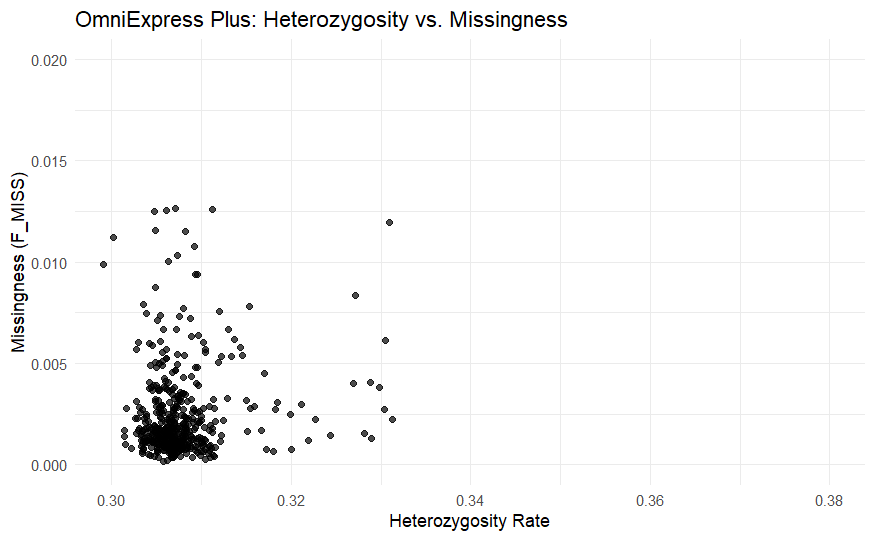 OmniExpress Plus: Heterozygosity vs. Missingness
Missingness (F_MISS)
0.020
0.015
0.010
0.005
0.000
0.30 0.32 0.34 0.36 0.38
Heterozygosity Rate